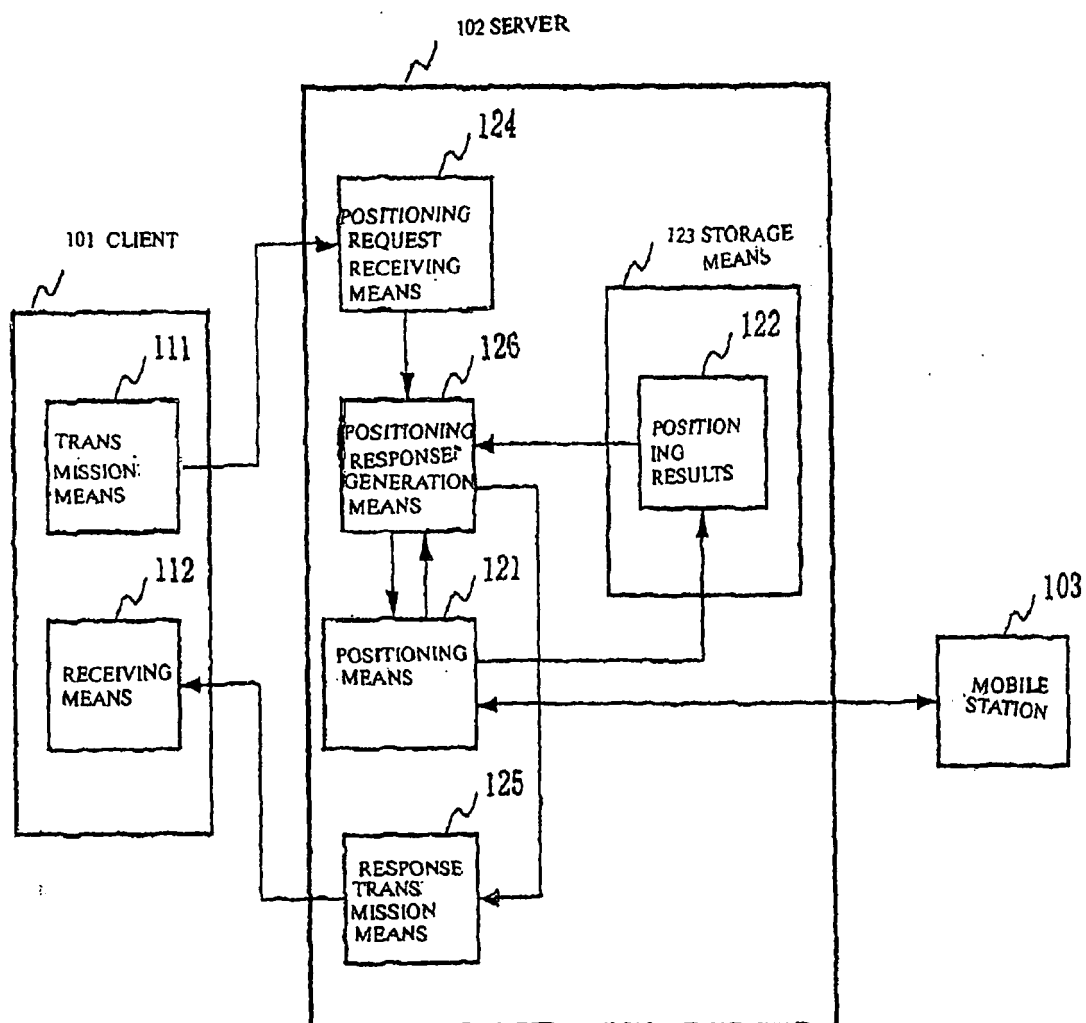 102 SERVER
124
POSITIONING
REQUEST
RECEIVING
MEANS
101 CLIENT
123 STORAGE
MEANS
111
126
122
TRANS
MISSION
MEANS
POSITIONING
RESPONSE
GENERATION
MEANS
POSITION
ING
RESULTS
112
121
103
RECEIVING
MEANS
POSITIONING
MEANS
MOBILE
STATION
125
RESPONSE
TRANS
MISSION
MEANS